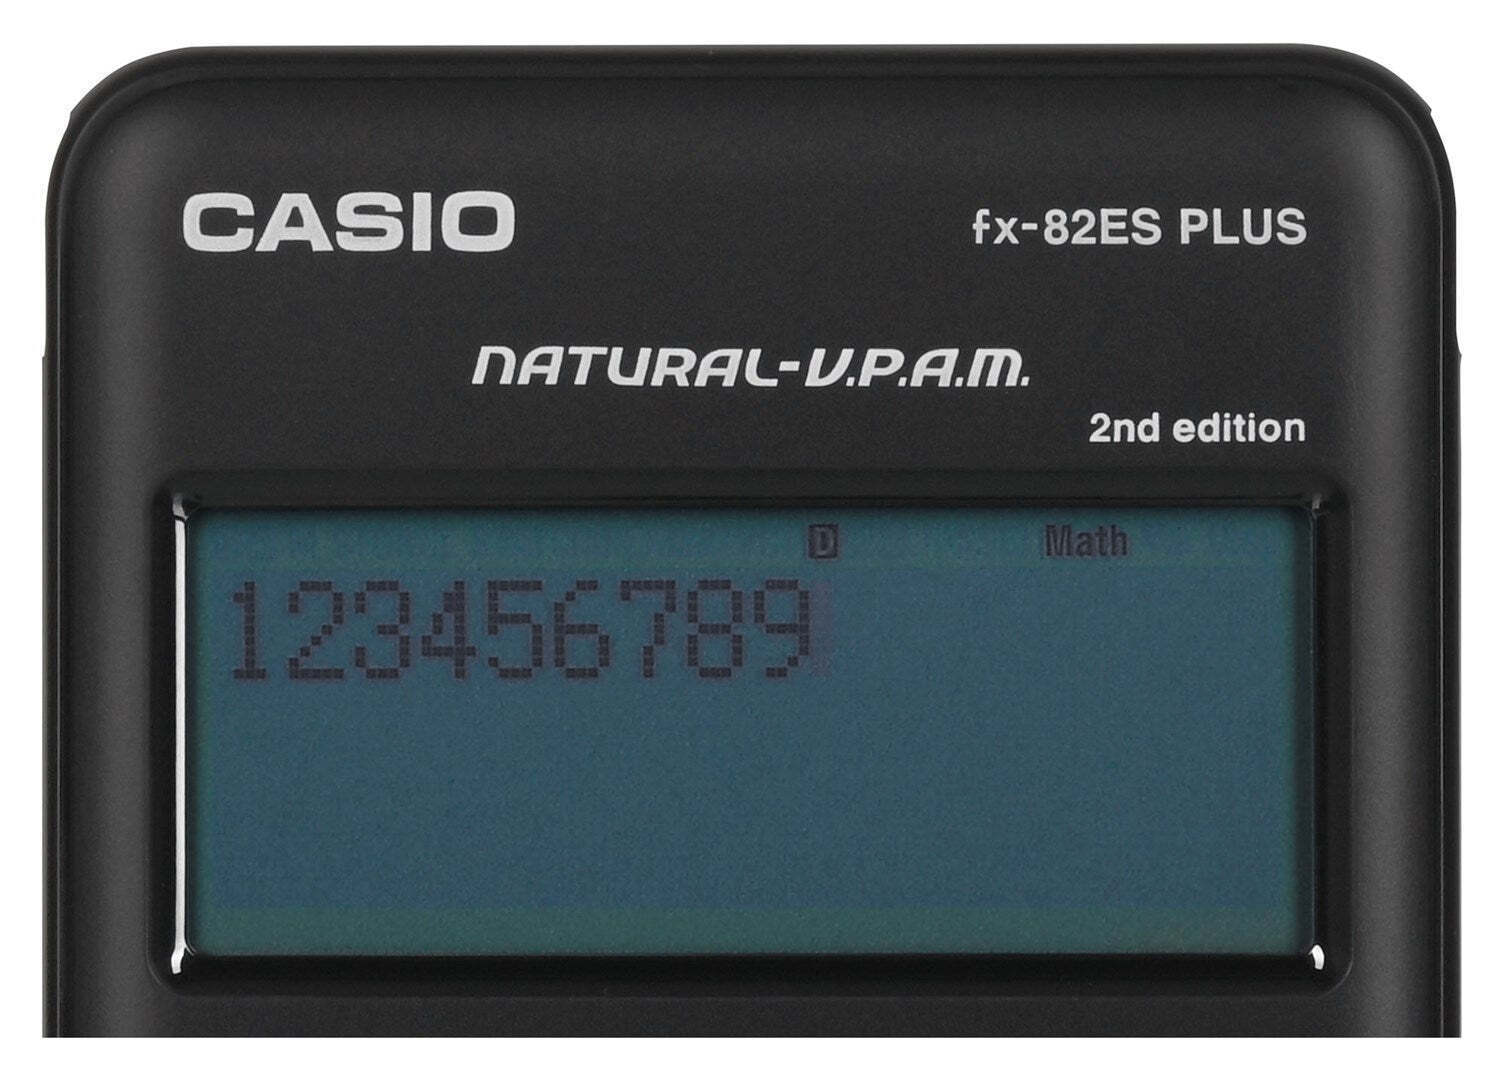 CASIO fx-82ES PLUS
NATURAL-V.P.A.M.
2nd edition
D Math
123456789